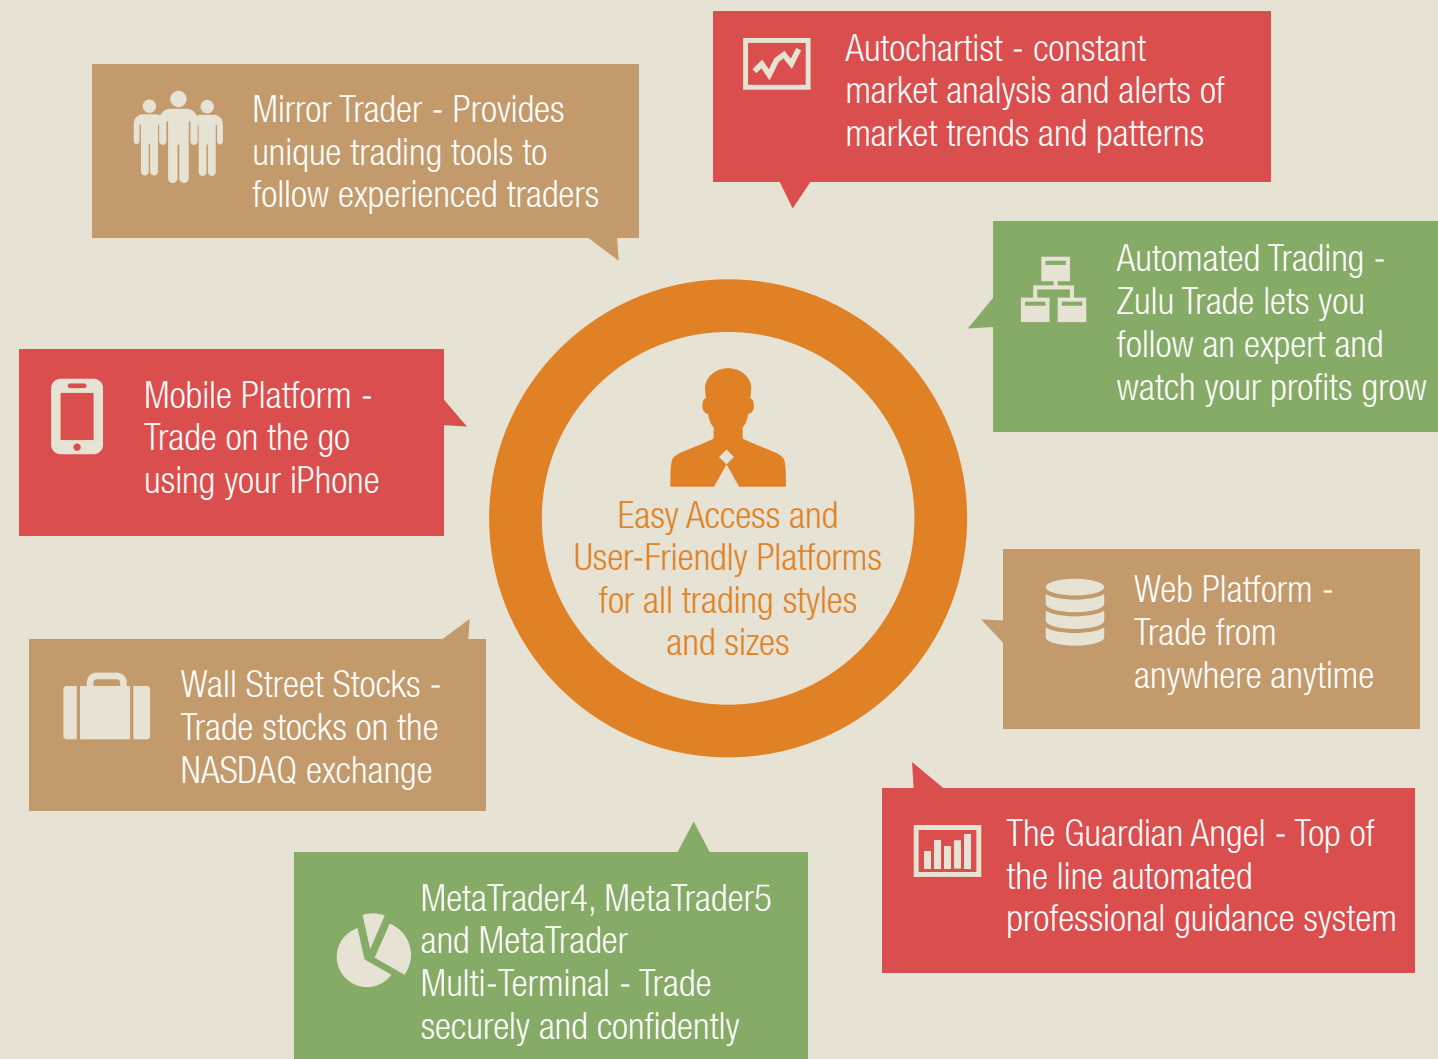 Autochartist - constant
market analysis and alerts of
market trends and patterns
Mirror Trader - Provides
unique trading tools to
follow experienced traders
Automated Trading -
Zulu Trade lets you
follow an expert and
watch your profits grow
Mobile Platform -
Trade on the go
using your iPhone
Easy Access and
User-Friendly Platforms
for all trading styles
and sizes
Web Platform -
Trade from
anywhere anytime
Wall Street Stocks -
Trade stocks on the
NASDAQ exchange
The Guardian Angel - Top of
the line automated
professional guidance system
MetaTrader4, MetaTrader5
and MetaTrader
Multi-Terminal - Trade
securely and confidently